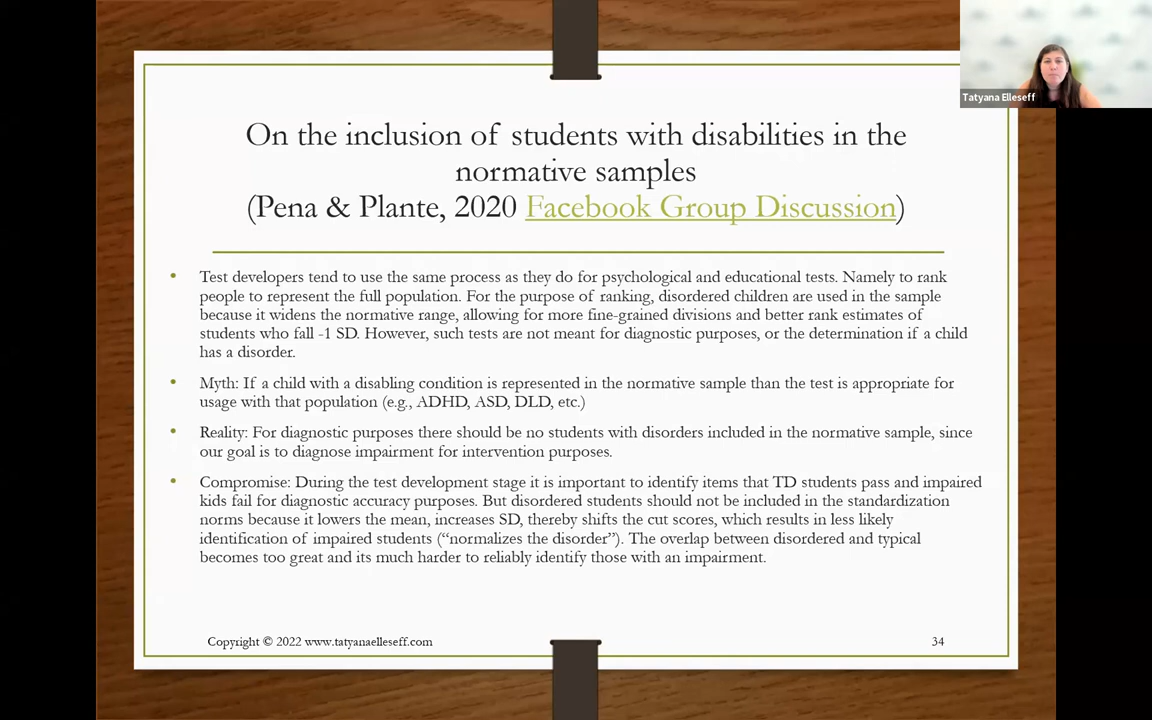 Tatyana Elleseff
On the inclusion of students with disabilities in the
normative samples
(Pena & Plante, 2020 Facebook Group Discussion)
• Test developers tend to use the same process as they do for psychological and educational tests. Namely to rank
people to represent the full population. For the purpose of ranking, disordered children are used in the sample
because it widens the normative range, allowing for more fine-grained divisions and better rank estimates of
students who fall -1 SD. However, such tests are not meant for diagnostic purposes, or the determination if a child
has a disorder.
• Myth: If a child with a disabling condition is represented in the normative sample than the test is appropriate for
usage with that population (e.g., ADHD, ASD, DLD, etc.)
• Reality: For diagnostic purposes there should be no students with disorders included in the normative sample, since
our goal is to diagnose impairment for intervention purposes.
• Compromise: During the test development stage it is important to identify items that TD students pass and impaired
kids fail for diagnostic accuracy purposes. But disordered students should not be included in the standardization
norms because it lowers the mean, increases SD, thereby shifts the cut scores, which results in less likely
identification of impaired students (“normalizes the disorder”). The overlap between disordered and typical
becomes too great and its much harder to reliably identify those with an impairment.
Copyright © 2022 www.tatyanaelleseff.com
34